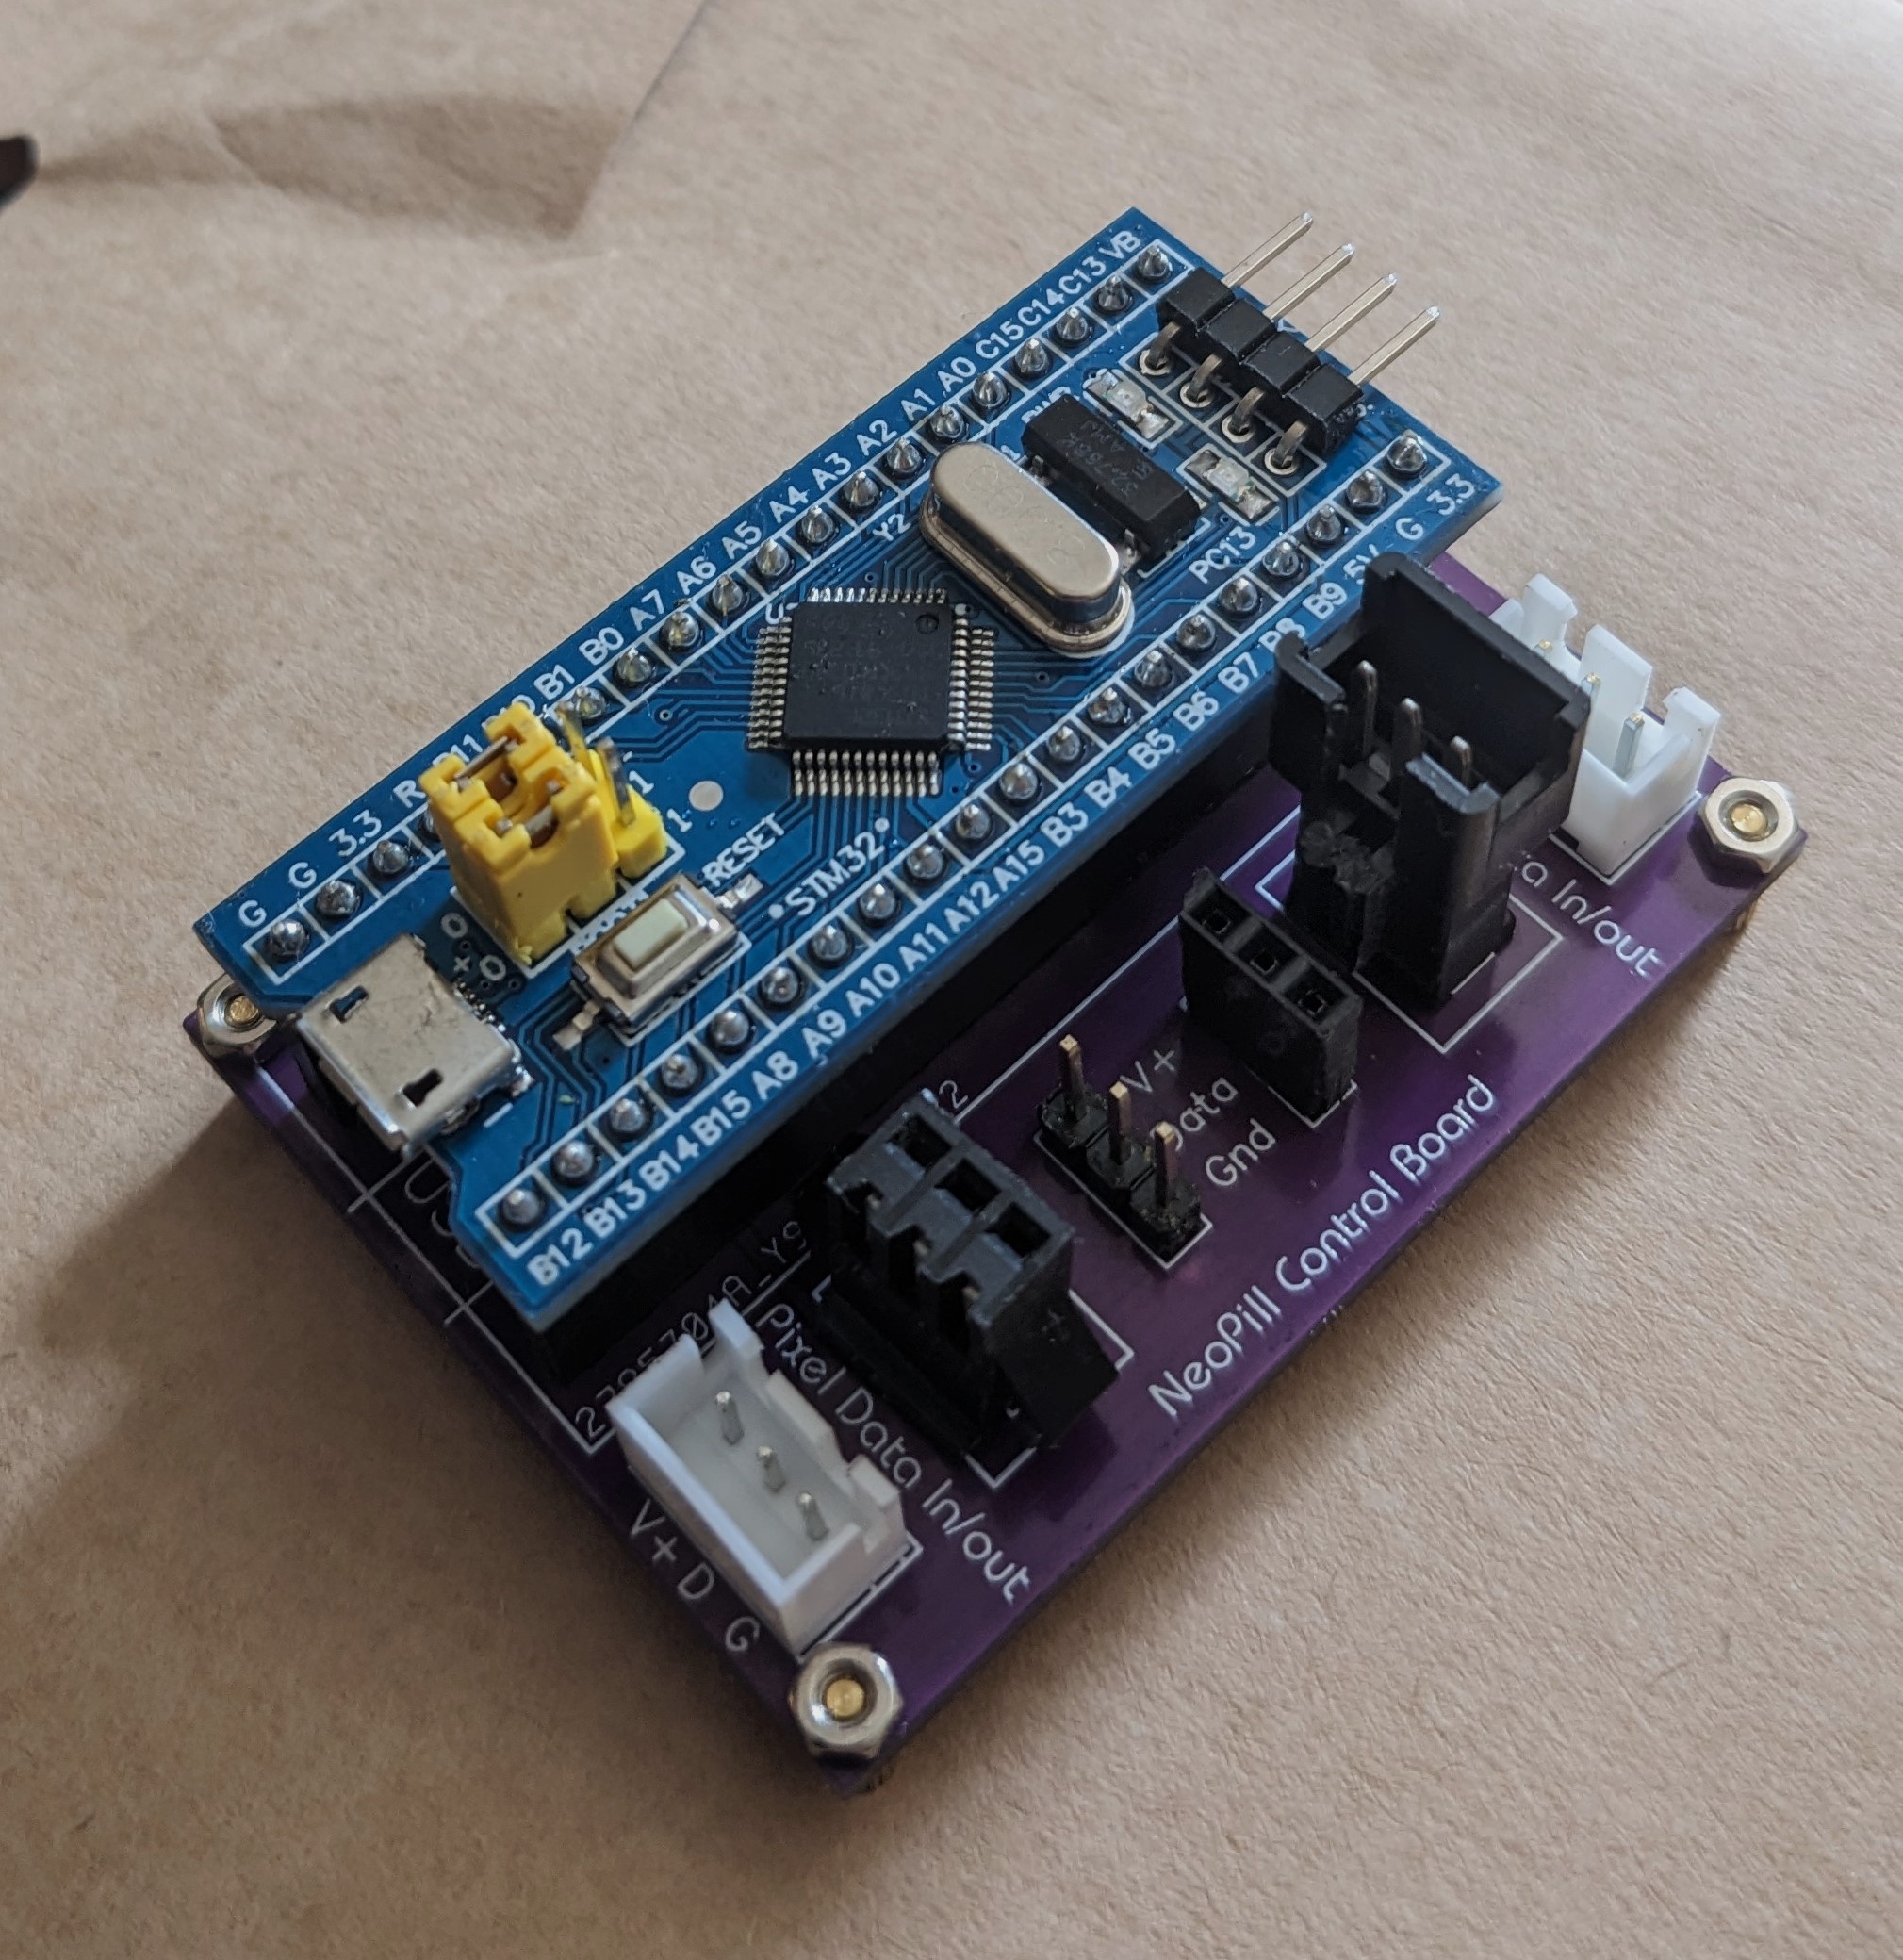 VB
C13
C14
C15
A0
A1
A2
A3
A4
A5
A6
A7
B0
B1
3.3
G
G
Y2
PC13
RESET
*STM32*
1
3.3
G
5V
B9
B8
B7
B6
B5
B4
B3
A15
A12
A11
A10
A9
A8
B15
B14
B13
B12
V+
Data
Gnd
NeoPill Control Board
In/out
Pixel Data In/out
V+ D G